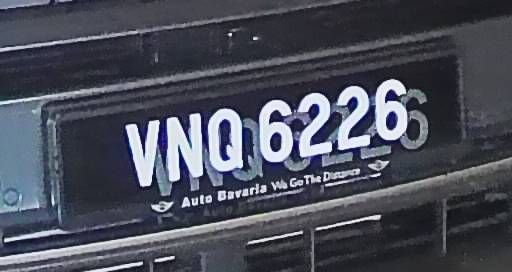 VNQ 6226
Auto Bavaria We Go The Distance